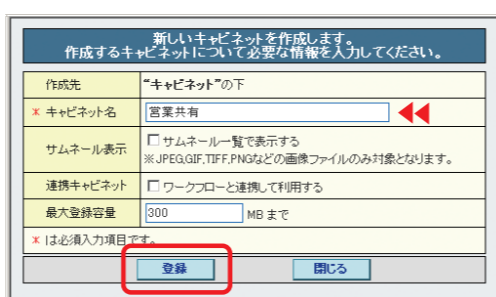 新しいキャビネットを作成します。
作成するキャビネットについて必要な情報を入力してください。
作成先 “キャビネット”の下
* キャビネット名 営業共有
サムネール表示 サムネール一覧で表示する
※JPEG,GIF,TIFF,PNGなどの画像ファイルのみ対象となります。
連携キャビネット ワークフローと連携して利用する
最大登録容量 300 MB まで
* は必須入力項目です。
登録 閉じる